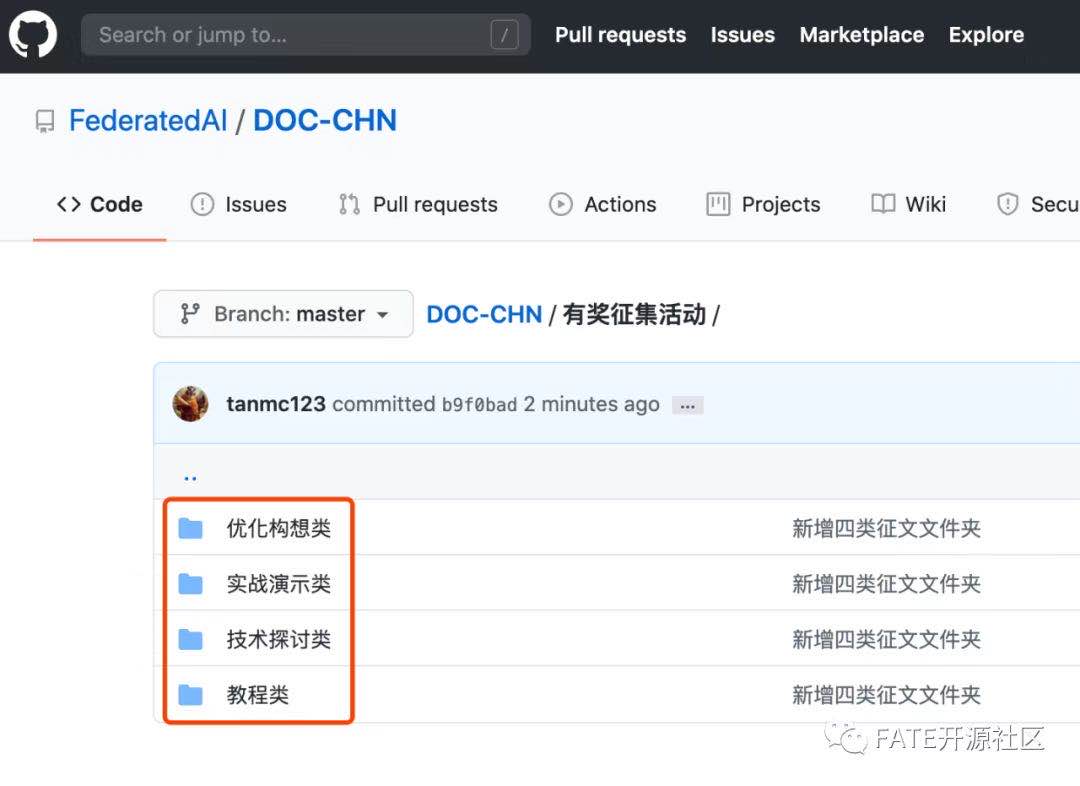 Search or jump to... / Pull requests Issues Marketplace Explore
FederatedAI / DOC-CHN
Code Issues Pull requests Actions Projects Wiki Secu
Branch: master DOC-CHN / 有奖征集活动 /
tanmc123 committed b9f0bad 2 minutes ago ...
..
优化构想类 新增四类征文文件夹
实战演示类 新增四类征文文件夹
技术探讨类 新增四类征文文件夹
教程类 新增四类征文文件夹
FATE开源社区